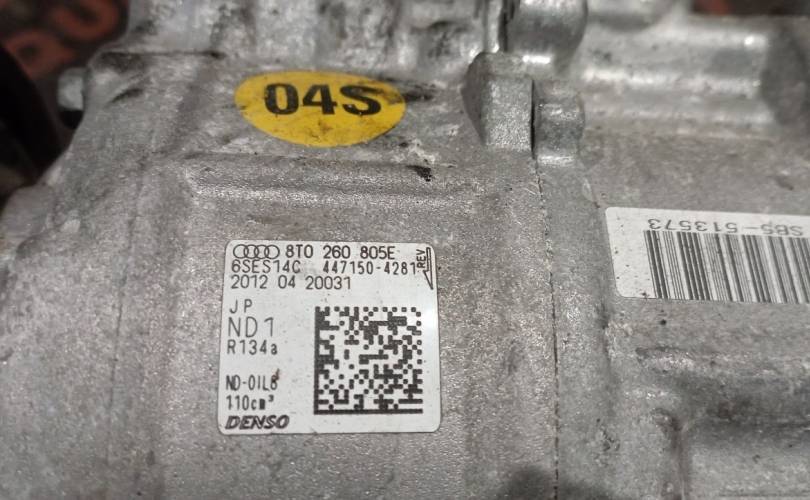 04S
8T0 260 805E
6SES14C 447150-4281
REV
2012 04 20031
JP
ND1
R134a
ND-OIL8
110cm³
DENSO
SB5-513573